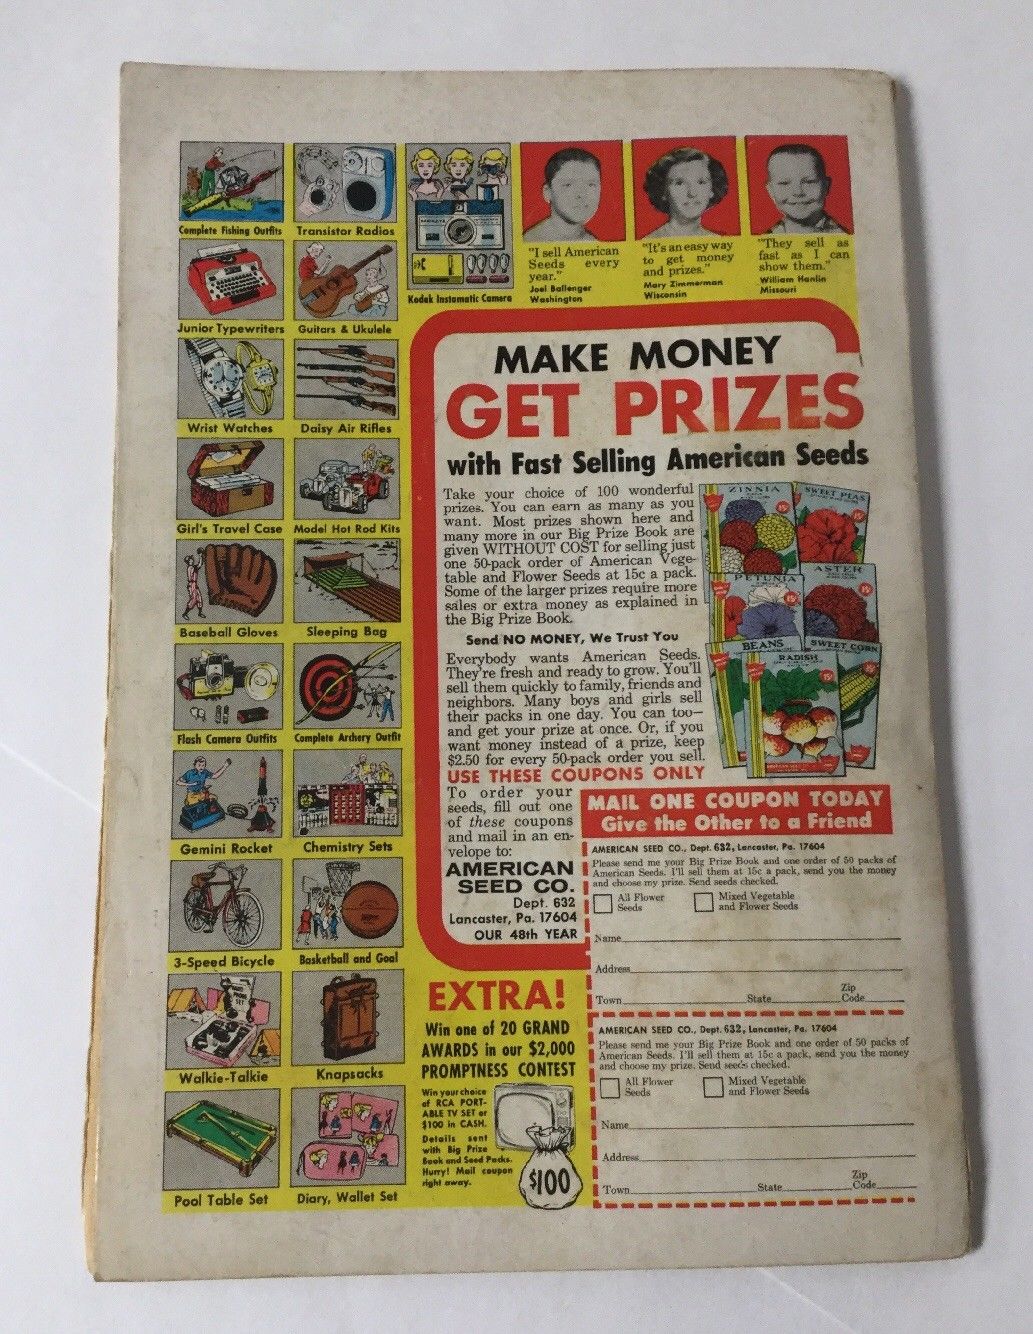 Complete Fishing Outfits
Transistor Radios
Kodak Instamatic Camera
Junior Typewriters
Guitars & Ukulele
Wrist Watches
Daisy Air Rifles
Girl's Travel Case
Model Hot Rod Kits
Baseball Gloves
Sleeping Bag
Flash Camera Outfits
Complete Archery Outfit
Gemini Rocket
Chemistry Sets
3-Speed Bicycle
Basketball and Goal
Walkie-Talkie
Knapsacks
Pool Table Set
Diary, Wallet Set
"I sell American
Seeds every
year."
Joel Ballenger
Washington
"It's an easy way
to get money
and prizes."
Mary Zimmerman
Wisconsin
"They sell as
fast as I can
show them."
William Hanlin
Missouri
MAKE MONEY
GET PRIZES
with Fast Selling American Seeds
Take your choice of 100 wonderful
prizes. You can earn as many as you
want. Most prizes shown here and
many more in our Big Prize Book are
given WITHOUT COST for selling just
one 50-pack order of American Vege-
table and Flower Seeds at 15c a pack.
Some of the larger prizes require more
sales or extra money as explained in
the Big Prize Book.
Send NO MONEY, We Trust You
Everybody wants American Seeds.
They're fresh and ready to grow. You'll
sell them quickly to family, friends and
neighbors. Many boys and girls sell
their packs in one day. You can too—
and get your prize at once. Or, if you
want money instead of a prize, keep
$2.50 for every 50-pack order you sell.
USE THESE COUPONS ONLY
To order your
seeds, fill out one
of these coupons
and mail in an en-
velope to:
AMERICAN
SEED CO.
Dept. 632
Lancaster, Pa. 17604
OUR 48th YEAR
ZINNIA
SWEET PEAS
15¢
PETUNIA
ASTER
15¢
BEANS
SWEET CORN
RADISH
15¢
MAIL ONE COUPON TODAY
Give the Other to a Friend
AMERICAN SEED CO., Dept. 632, Lancaster, Pa. 17604
Please send me your Big Prize Book and one order of 50 packs of
American Seeds. I'll sell them at 15c a pack, send you the money
and choose my prize. Send seeds checked.
All Flower
Seeds
Mixed Vegetable
and Flower Seeds
Name
Address
Town State Zip Code
AMERICAN SEED CO., Dept. 632, Lancaster, Pa. 17604
Please send me your Big Prize Book and one order of 50 packs of
American Seeds. I'll sell them at 15c a pack, send you the money
and choose my prize. Send seeds checked.
All Flower
Seeds
Mixed Vegetable
and Flower Seeds
Name
Address
Town State Zip Code
EXTRA!
Win one of 20 GRAND
AWARDS in our $2,000
PROMPTNESS CONTEST
Win your choice
of RCA PORT-
ABLE TV SET or
$100 in CASH.
Details sent
with Big Prize
Book and Seed Packs.
Hurry! Mail coupon
right away.
$100